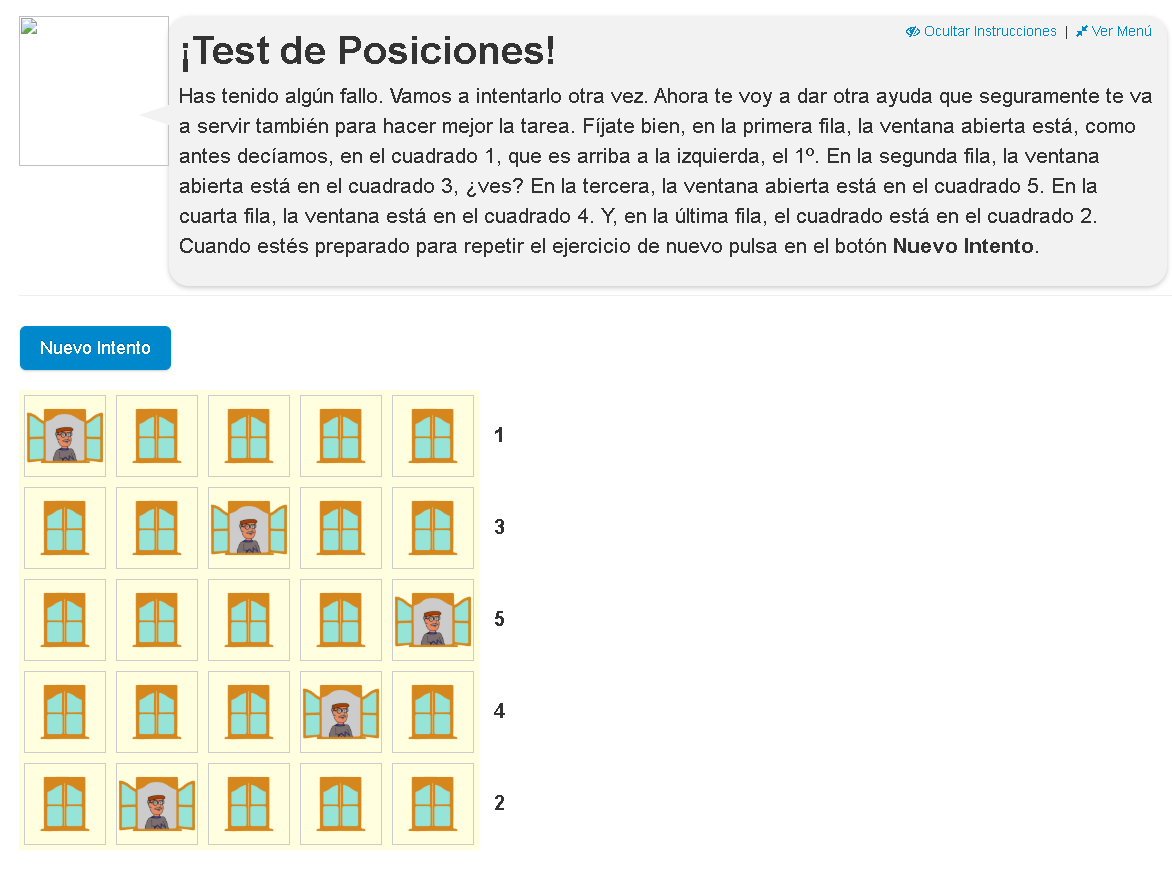 Ocultar Instrucciones | Ver Menú
¡Test de Posiciones!
Has tenido algún fallo. Vamos a intentarlo otra vez. Ahora te voy a dar otra ayuda que seguramente te va
a servir también para hacer mejor la tarea. Fíjate bien, en la primera fila, la ventana abierta está, como
antes decíamos, en el cuadrado 1, que es arriba a la izquierda, el 1º. En la segunda fila, la ventana
abierta está en el cuadrado 3, ¿ves? En la tercera, la ventana abierta está en el cuadrado 5. En la
cuarta fila, la ventana está en el cuadrado 4. Y, en la última fila, el cuadrado está en el cuadrado 2.
Cuando estés preparado para repetir el ejercicio de nuevo pulsa en el botón Nuevo Intento.
Nuevo Intento
1
3
5
4
2